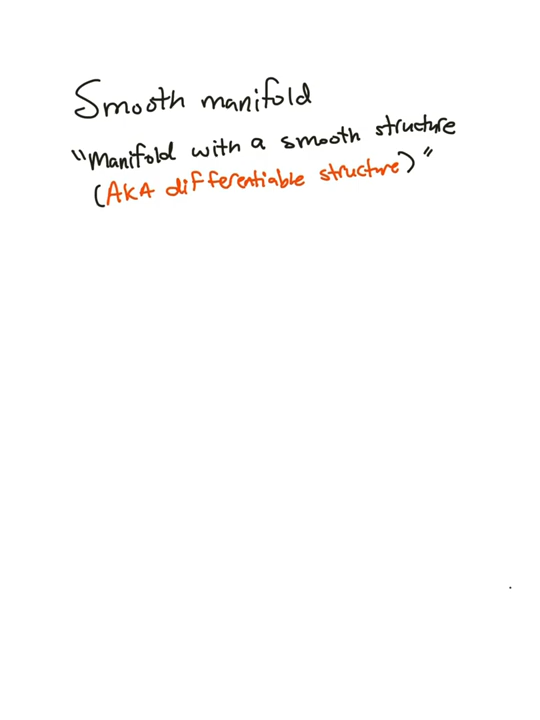 Smooth manifold
"Manifold with a smooth structure
(AKA differentiable structure)"